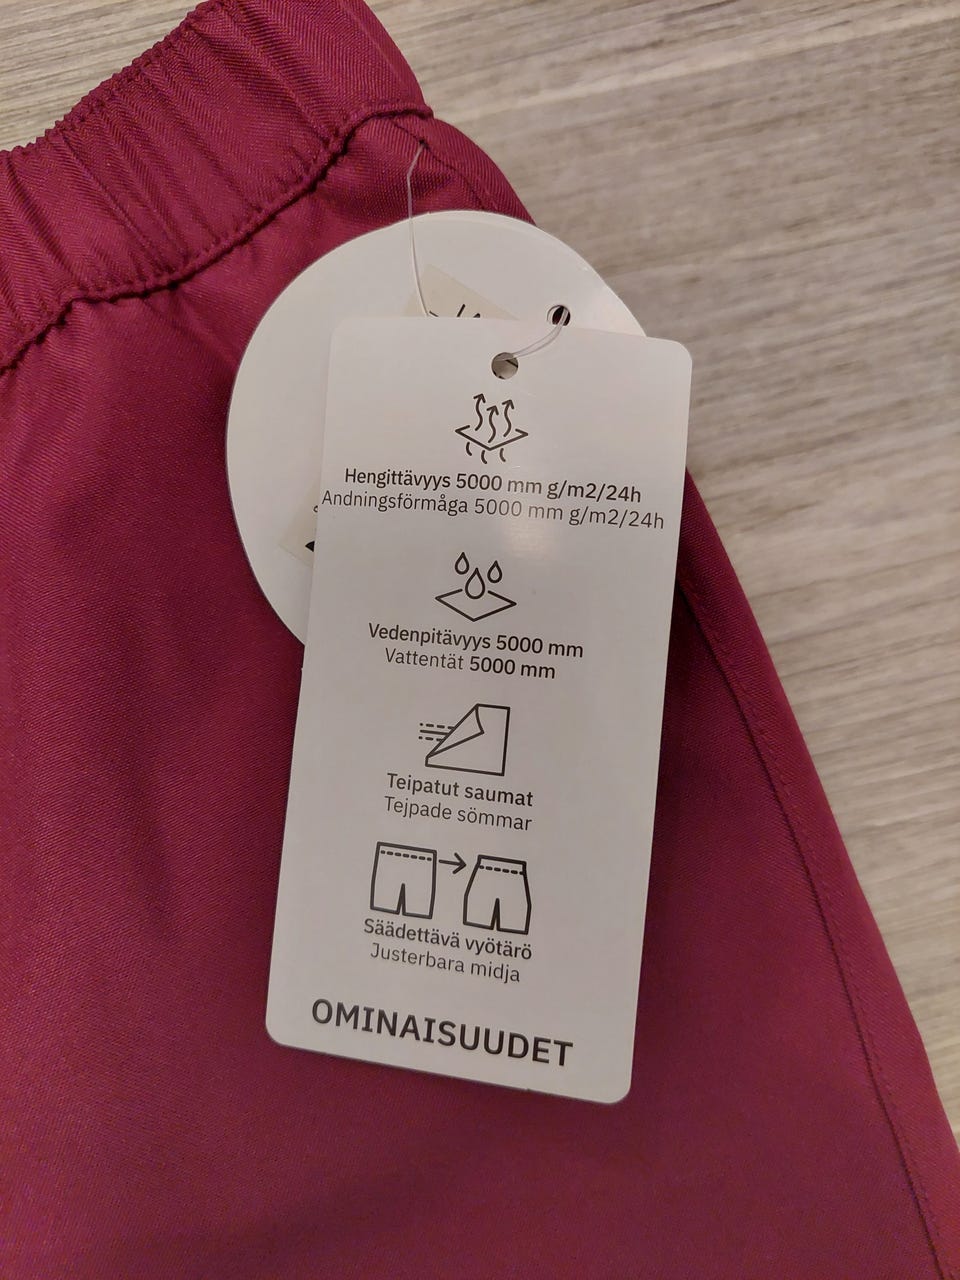 Hengittävyys 5000 mm g/m2/24h
Andningsförmåga 5000 mm g/m2/24h
Vedenpitävyys 5000 mm
Vattentät 5000 mm
Teipatut saumat
Tejpade sömmar
Säädettävä vyötärö
Justerbara midja
OMINAISUUDET